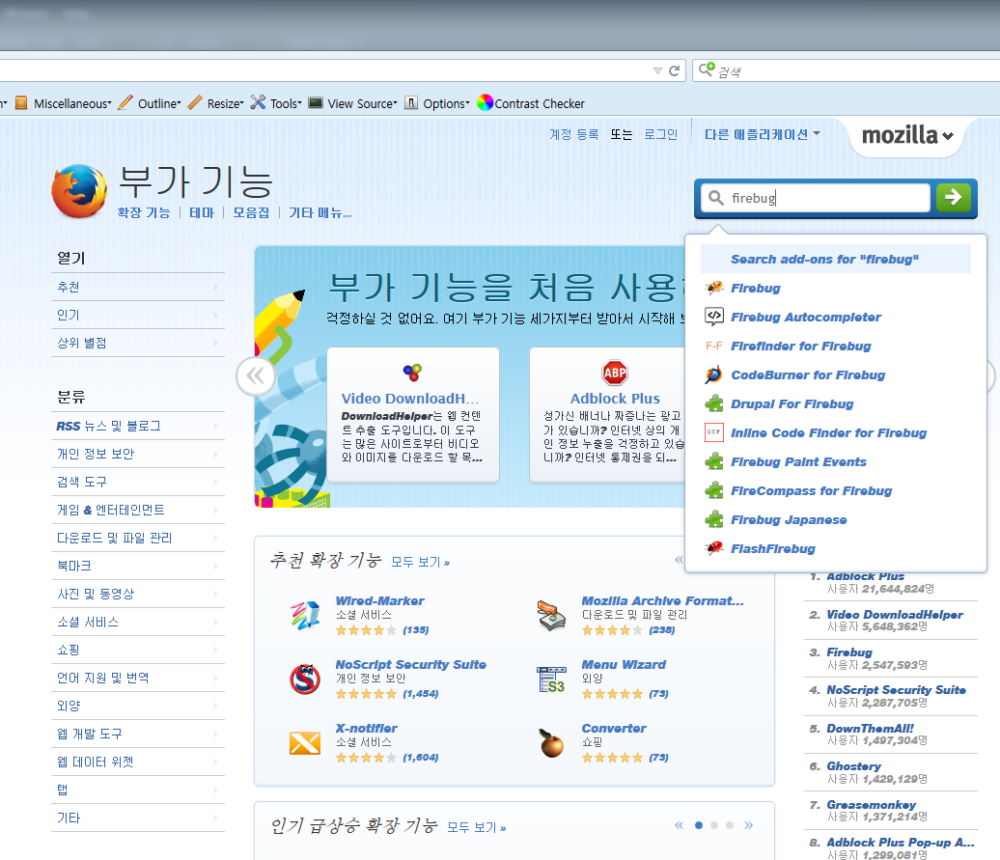 검색
Miscellaneous
Outline
Resize
Tools
View Source
Options
Contrast Checker
계정 등록 또는 로그인
다른 애플리케이션
mozilla
부가 기능
확장 기능 | 테마 | 모음집 | 기타 메뉴...
firebug
Search add-ons for "firebug"
Firebug
Firebug Autocompleter
F-F Firefinder for Firebug
CodeBurner for Firebug
Drupal For Firebug
ICF Inline Code Finder for Firebug
Firebug Paint Events
FireCompass for Firebug
Firebug Japanese
FlashFirebug
열기
추천
인기
상위 별점
분류
RSS 뉴스 및 블로그
개인 정보 보안
검색 도구
게임 & 엔터테인먼트
다운로드 및 파일 관리
북마크
사진 및 동영상
소셜 서비스
쇼핑
언어 지원 및 번역
외양
웹 개발 도구
웹 데이터 위젯
탭
기타
부가 기능을 처음 사용
걱정하실 것 없어요. 여기 부가 기능 세가지부터 받아서 시작해
Video DownloadH...
DownloadHelper는 웹 컨텐
트 추출 도구입니다. 이 도구
는 많은 사이트로부터 비디오
와 이미지를 다운로드 할 목...
ABP
Adblock Plus
성가신 배너나 짜증나는 광고
가 있습니까? 인터넷 상의 개
인 정보 누출을 걱정하고 있습
니까? 인터넷 통제권을 되...
추천 확장 기능 모두 보기 »
Wired-Marker
소셜 서비스
(135)
Mozilla Archive Format...
다운로드 및 파일 관리
(238)
NoScript Security Suite
개인 정보 보안
(1,454)
S3
Menu Wizard
외양
(73)
X-notifier
소셜 서비스
(1,604)
Converter
쇼핑
(73)
인기 급상승 확장 기능 모두 보기 »
1. Adblock Plus
사용자 21,644,824명
2. Video DownloadHelper
사용자 5,648,362명
3. Firebug
사용자 2,547,593명
4. NoScript Security Suite
사용자 2,287,705명
5. DownThemAll!
사용자 1,497,304명
6. Ghostery
사용자 1,429,129명
7. Greasemonkey
사용자 1,371,214명
8. Adblock Plus Pop-up A...
사용자 1,299,081명